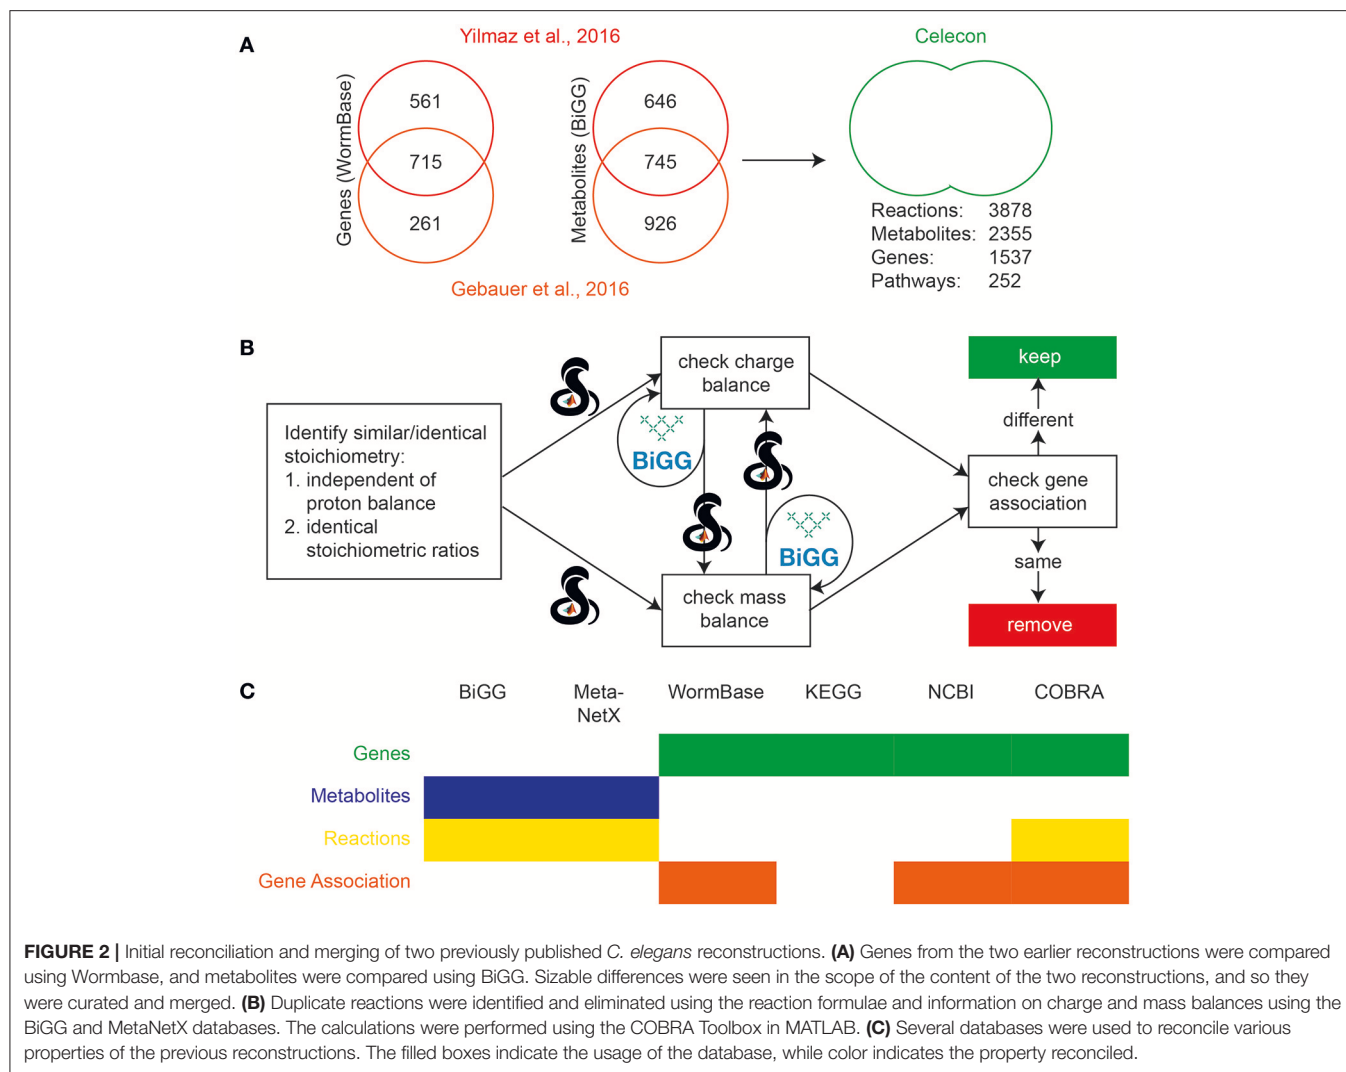 A
Yilmaz et al., 2016
Celecon
Genes (WormBase)
561
715
261
Metabolites (BiGG)
646
745
926
Gebauer et al., 2016
Reactions: 3878
Metabolites: 2355
Genes: 1537
Pathways: 252
B
Identify similar/identical
stoichiometry:
1. independent of
proton balance
2. identical
stoichiometric ratios
check charge
balance
BiGG
BiGG
check mass
balance
keep
different
check gene
association
same
remove
C
BiGG
Meta-
NetX
WormBase
KEGG
NCBI
COBRA
Genes
Metabolites
Reactions
Gene Association
FIGURE 2 | Initial reconciliation and merging of two previously published C. elegans reconstructions. (A) Genes from the two earlier reconstructions were compared
using Wormbase, and metabolites were compared using BiGG. Sizable differences were seen in the scope of the content of the two reconstructions, and so they
were curated and merged. (B) Duplicate reactions were identified and eliminated using the reaction formulae and information on charge and mass balances using the
BiGG and MetaNetX databases. The calculations were performed using the COBRA Toolbox in MATLAB. (C) Several databases were used to reconcile various
properties of the previous reconstructions. The filled boxes indicate the usage of the database, while color indicates the property reconciled.